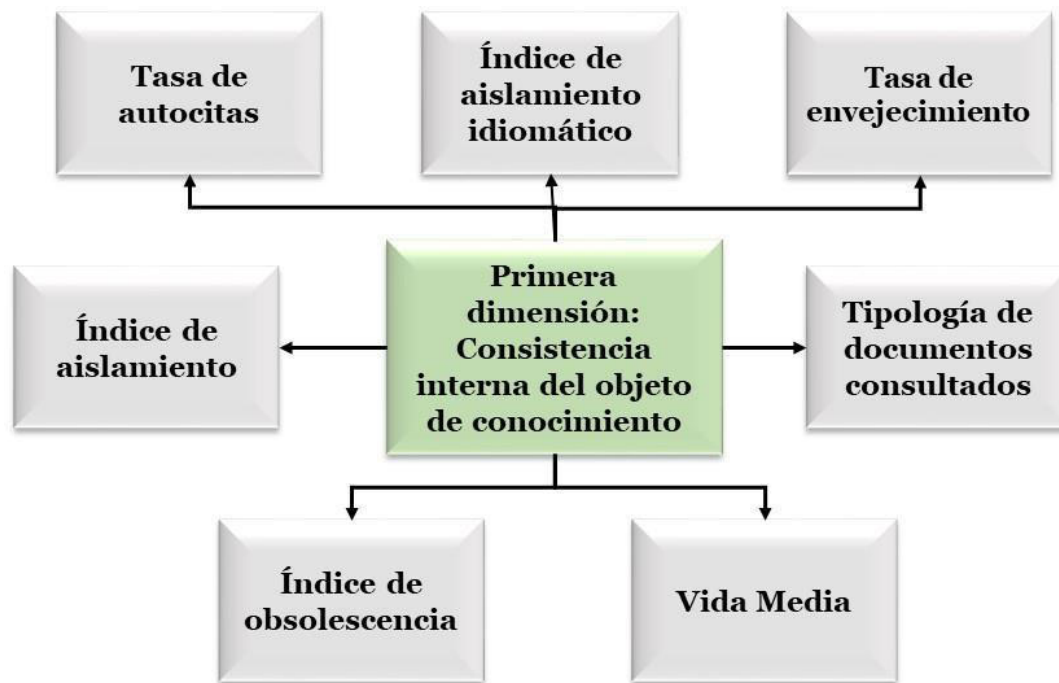 Tasa de
autocitas
Índice de
aislamiento
idiomático
Tasa de
envejecimiento
Índice de
aislamiento
Primera
dimensión:
Consistencia
interna del objeto
de conocimiento
Tipología de
documentos
consultados
Índice de
obsolescencia
Vida Media